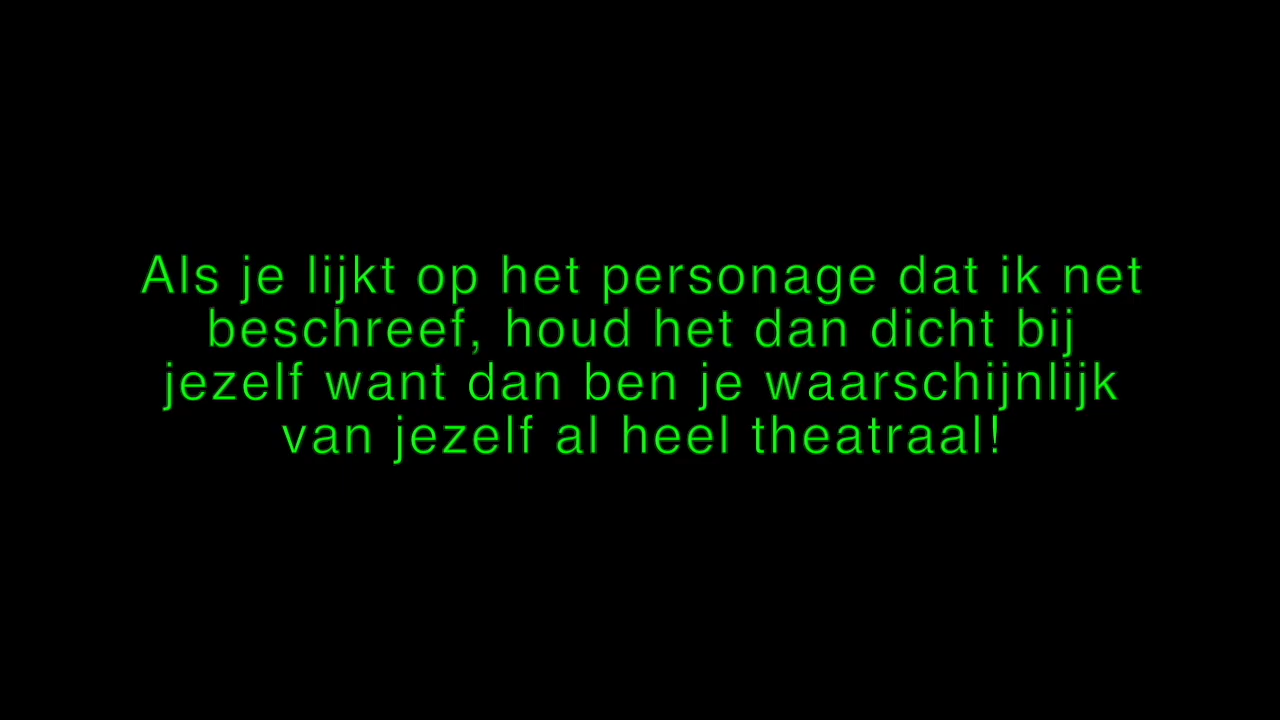 Als je lijkt op het personage dat ik net
beschreef, houd het dan dicht bij
jezelf want dan ben je waarschijnlijk
van jezelf al heel theatraal!